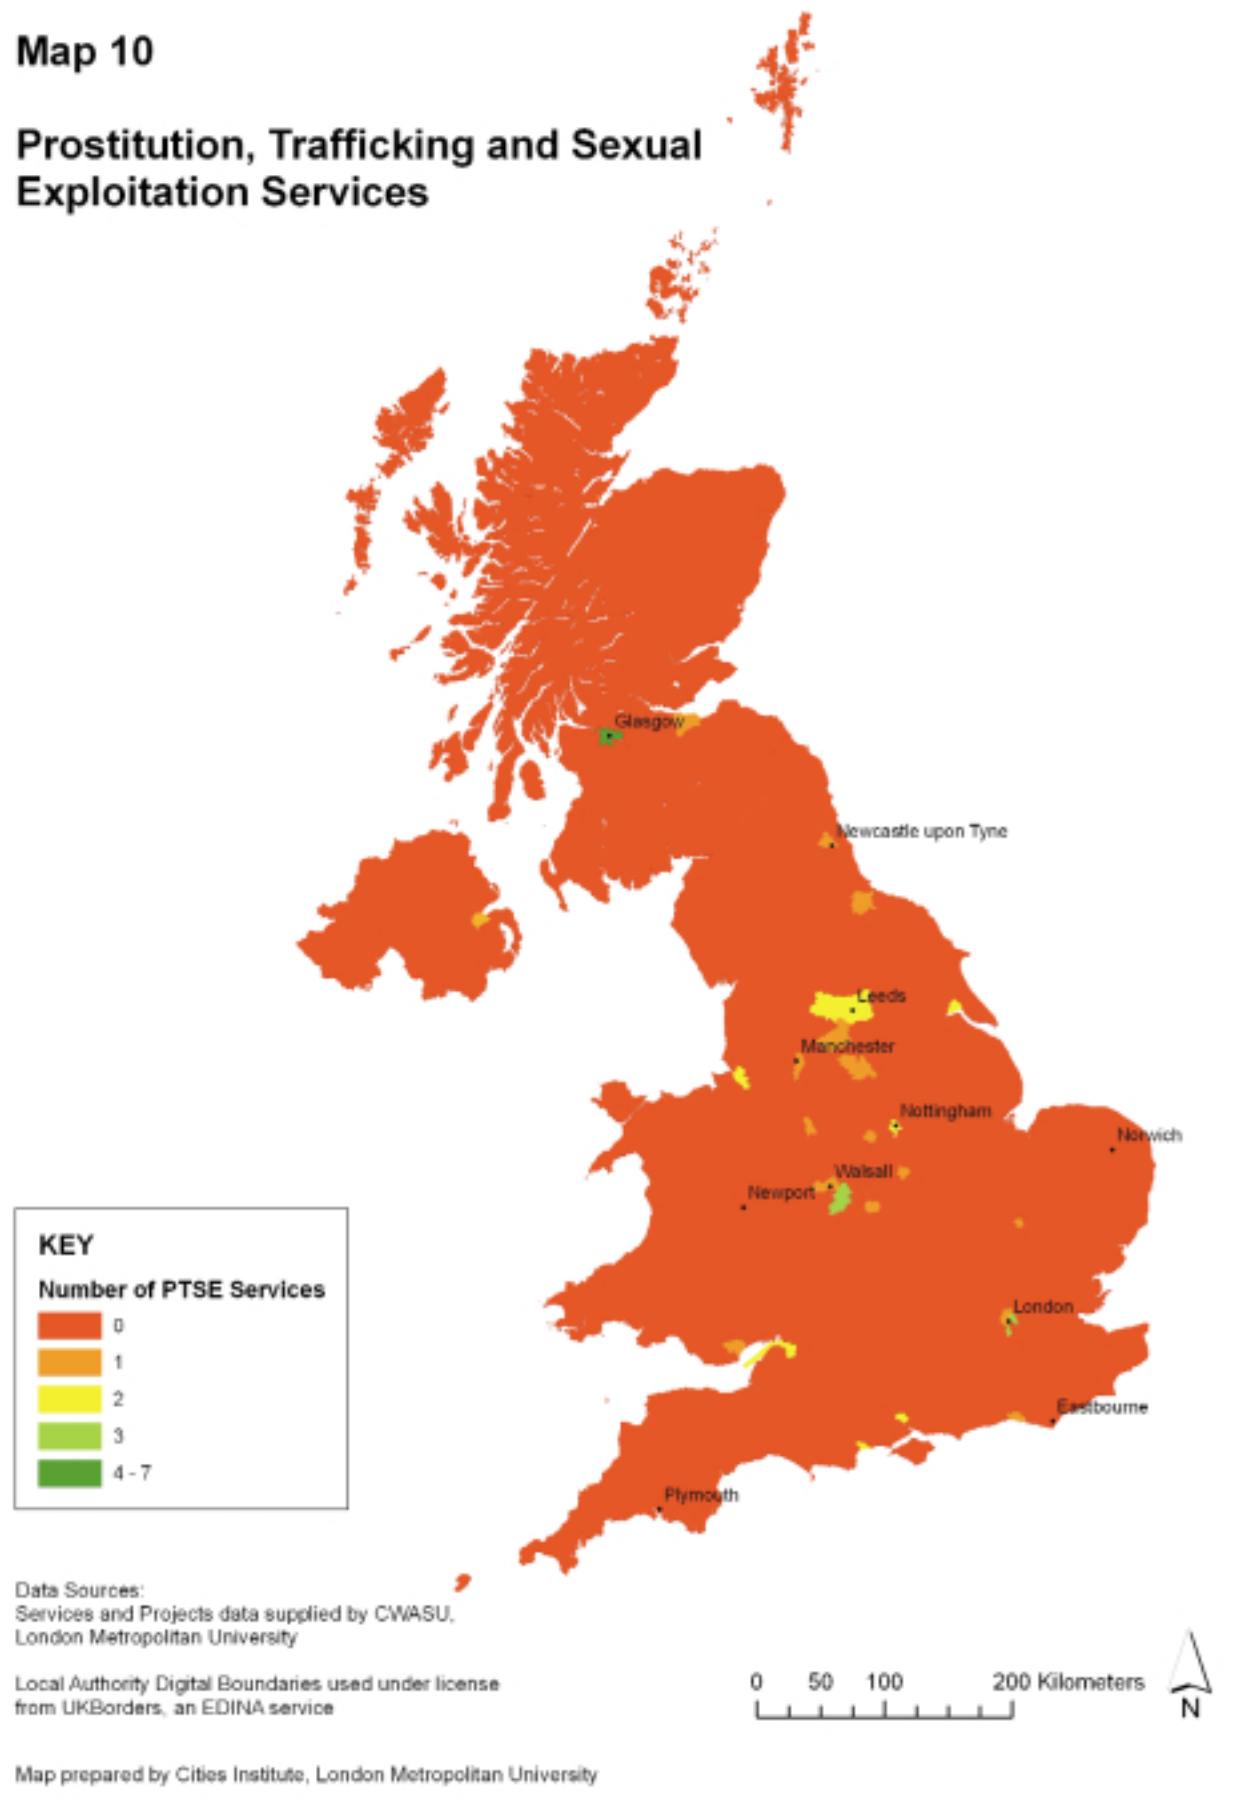 Map 10
Prostitution, Trafficking and Sexual
Exploitation Services
Glasgow
Newcastle upon Tyne
Leeds
Manchester
Nottingham
Norwich
Walsall
Newport
London
Eastbourne
Plymouth
KEY
Number of PTSE Services
0
1
2
3
4 - 7
Data Sources:
Services and Projects data supplied by CWASU,
London Metropolitan University
Local Authority Digital Boundaries used under license
from UKBorders, an EDINA service
0 50 100 200 Kilometers
N
Map prepared by Cities Institute, London Metropolitan University